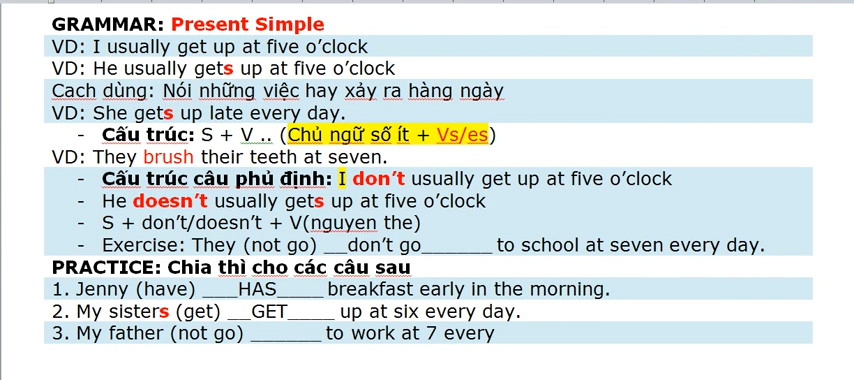 GRAMMAR: Present Simple
VD: I usually get up at five o’clock
VD: He usually gets up at five o’clock
Cach dùng: Nói những việc hay xảy ra hàng ngày
VD: She gets up late every day.
- Cấu trúc: S + V .. (Chủ ngữ số ít + Vs/es)
VD: They brush their teeth at seven.
- Cấu trúc câu phủ định: I don’t usually get up at five o’clock
- He doesn’t usually gets up at five o’clock
- S + don’t/doesn’t + V(nguyen the)
- Exercise: They (not go) __don’t go______ to school at seven every day.
PRACTICE: Chia thì cho các câu sau
1. Jenny (have) ___HAS____ breakfast early in the morning.
2. My sisters (get) __GET____ up at six every day.
3. My father (not go) ______ to work at 7 every